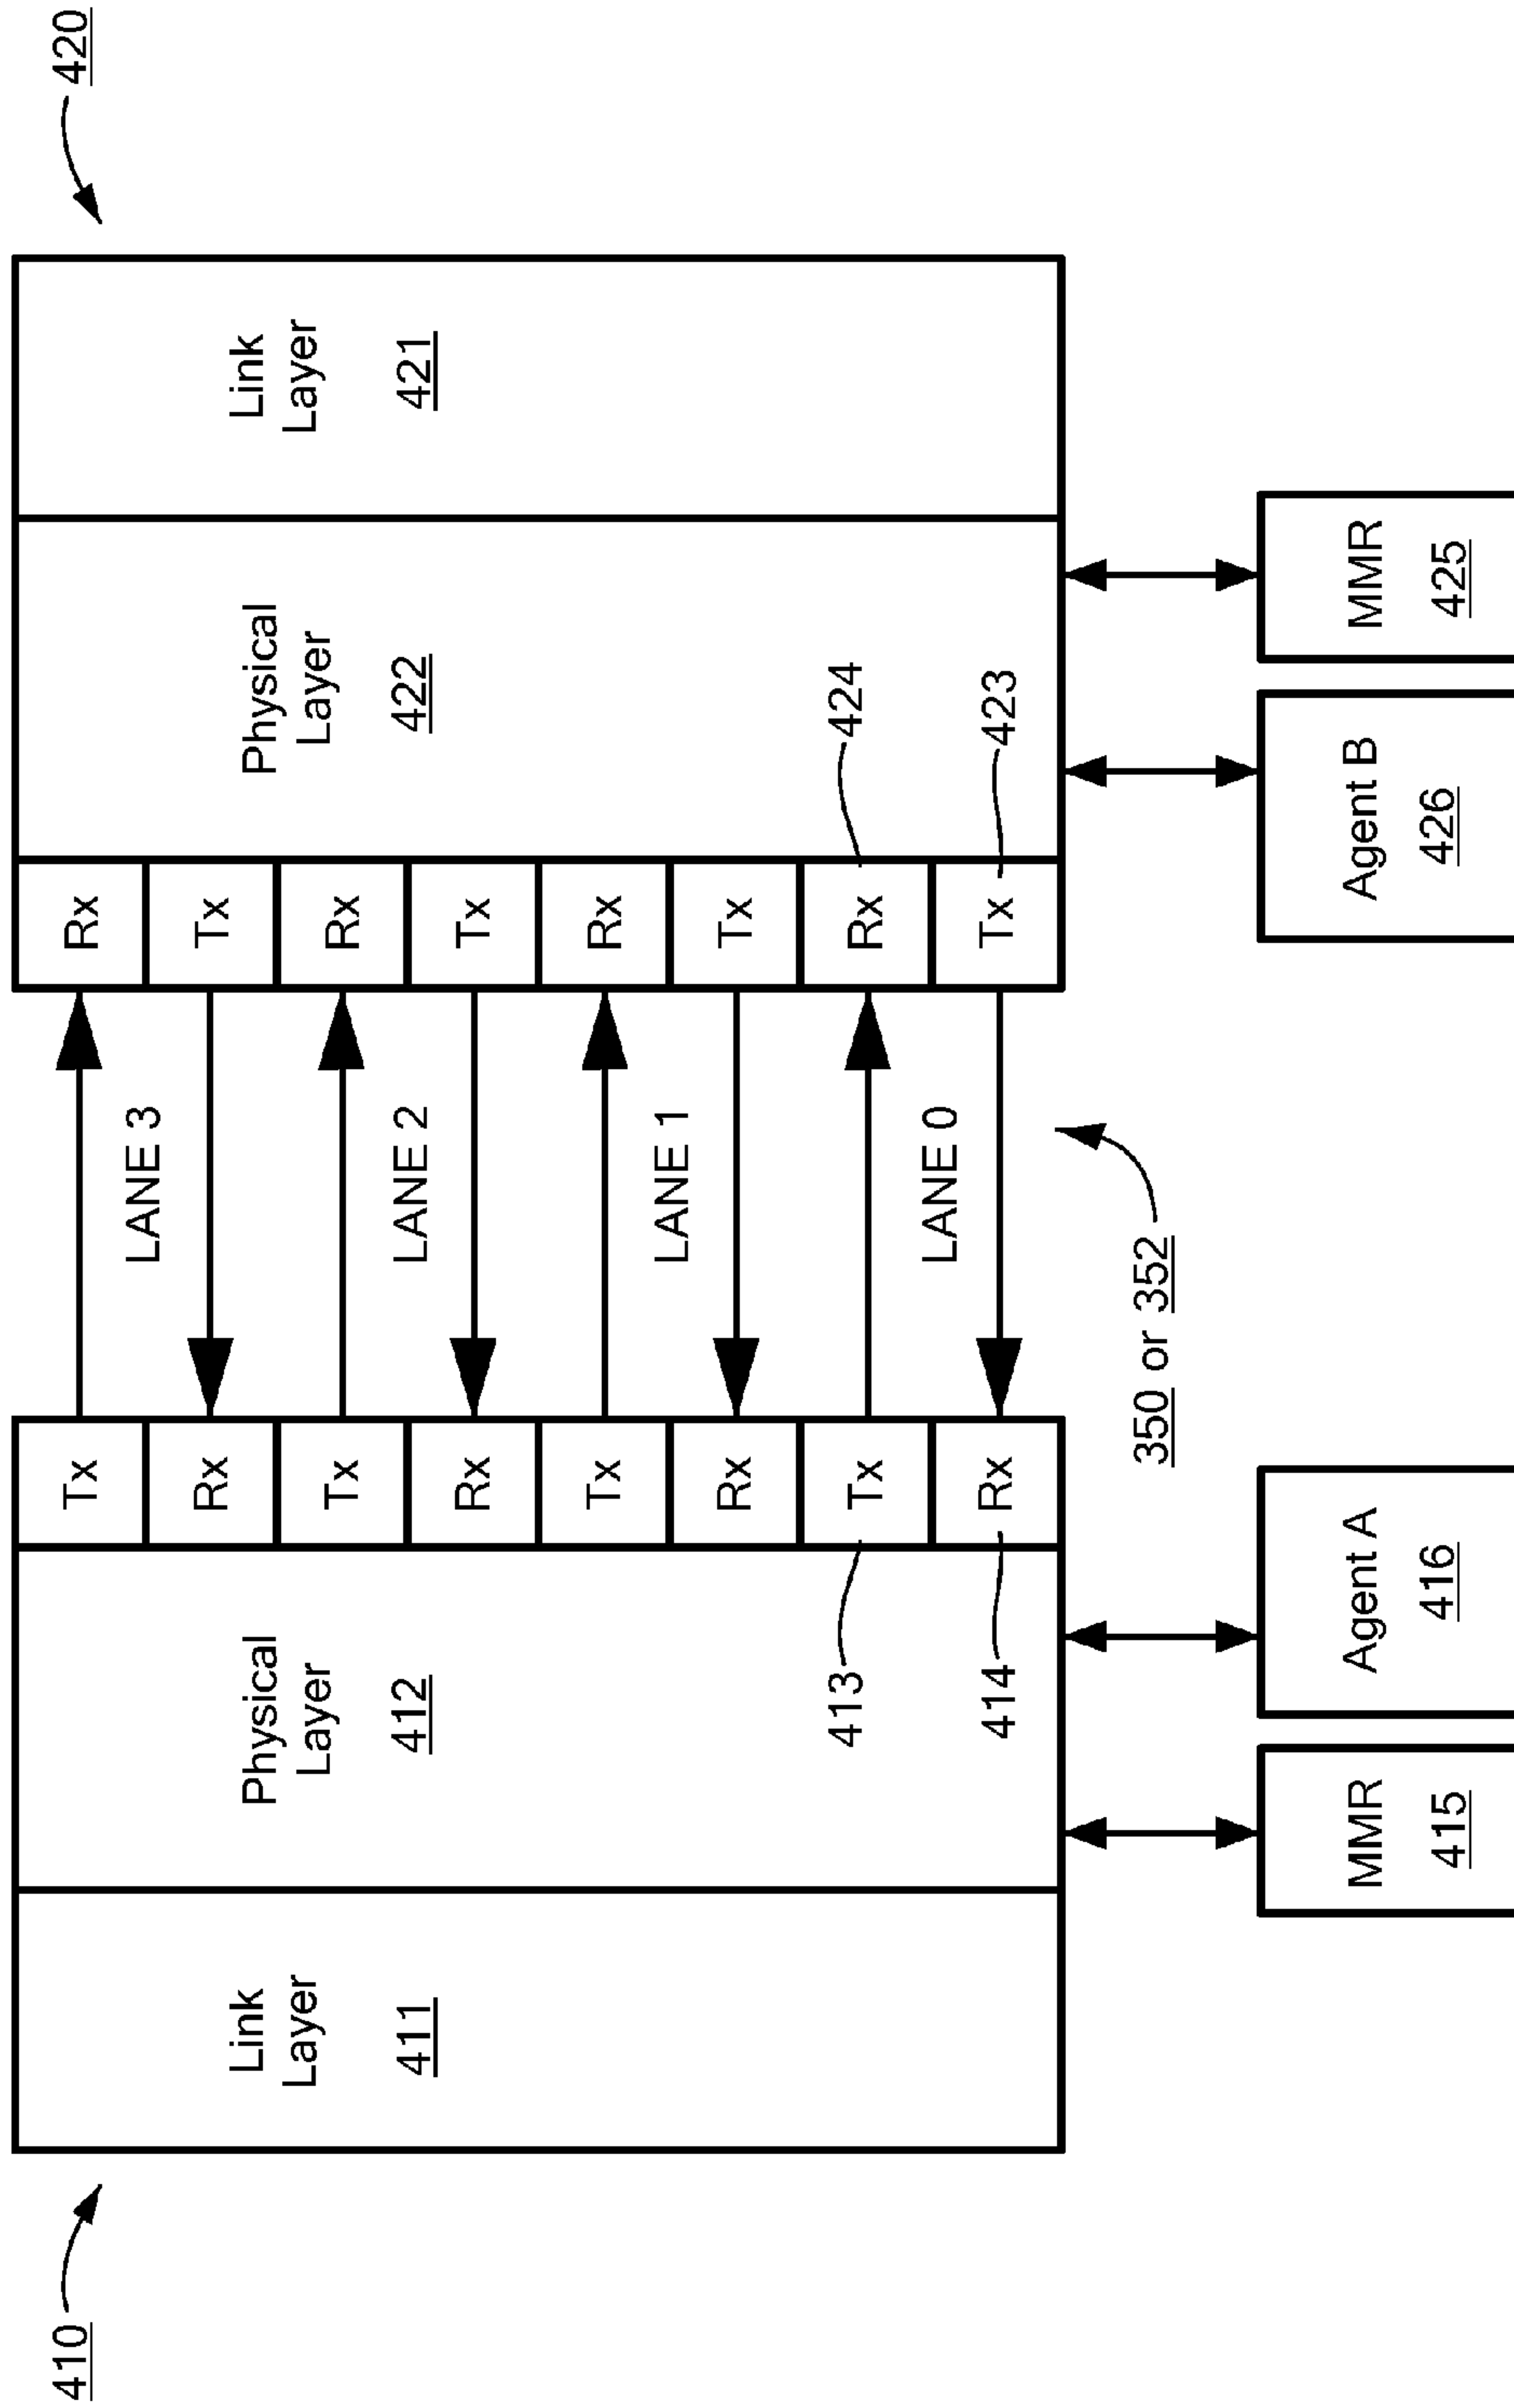 410
420
Link
Layer
411
Physical
Layer
412
Tx
Rx
Tx
Rx
Tx
Rx
Tx
Rx
413
414
LANE 3
LANE 2
LANE 1
LANE 0
350 or 352
Rx
Tx
Rx
Tx
Rx
Tx
Rx
Tx
424
423
Physical
Layer
422
Link
Layer
421
MMR
415
Agent A
416
Agent B
426
MMR
425